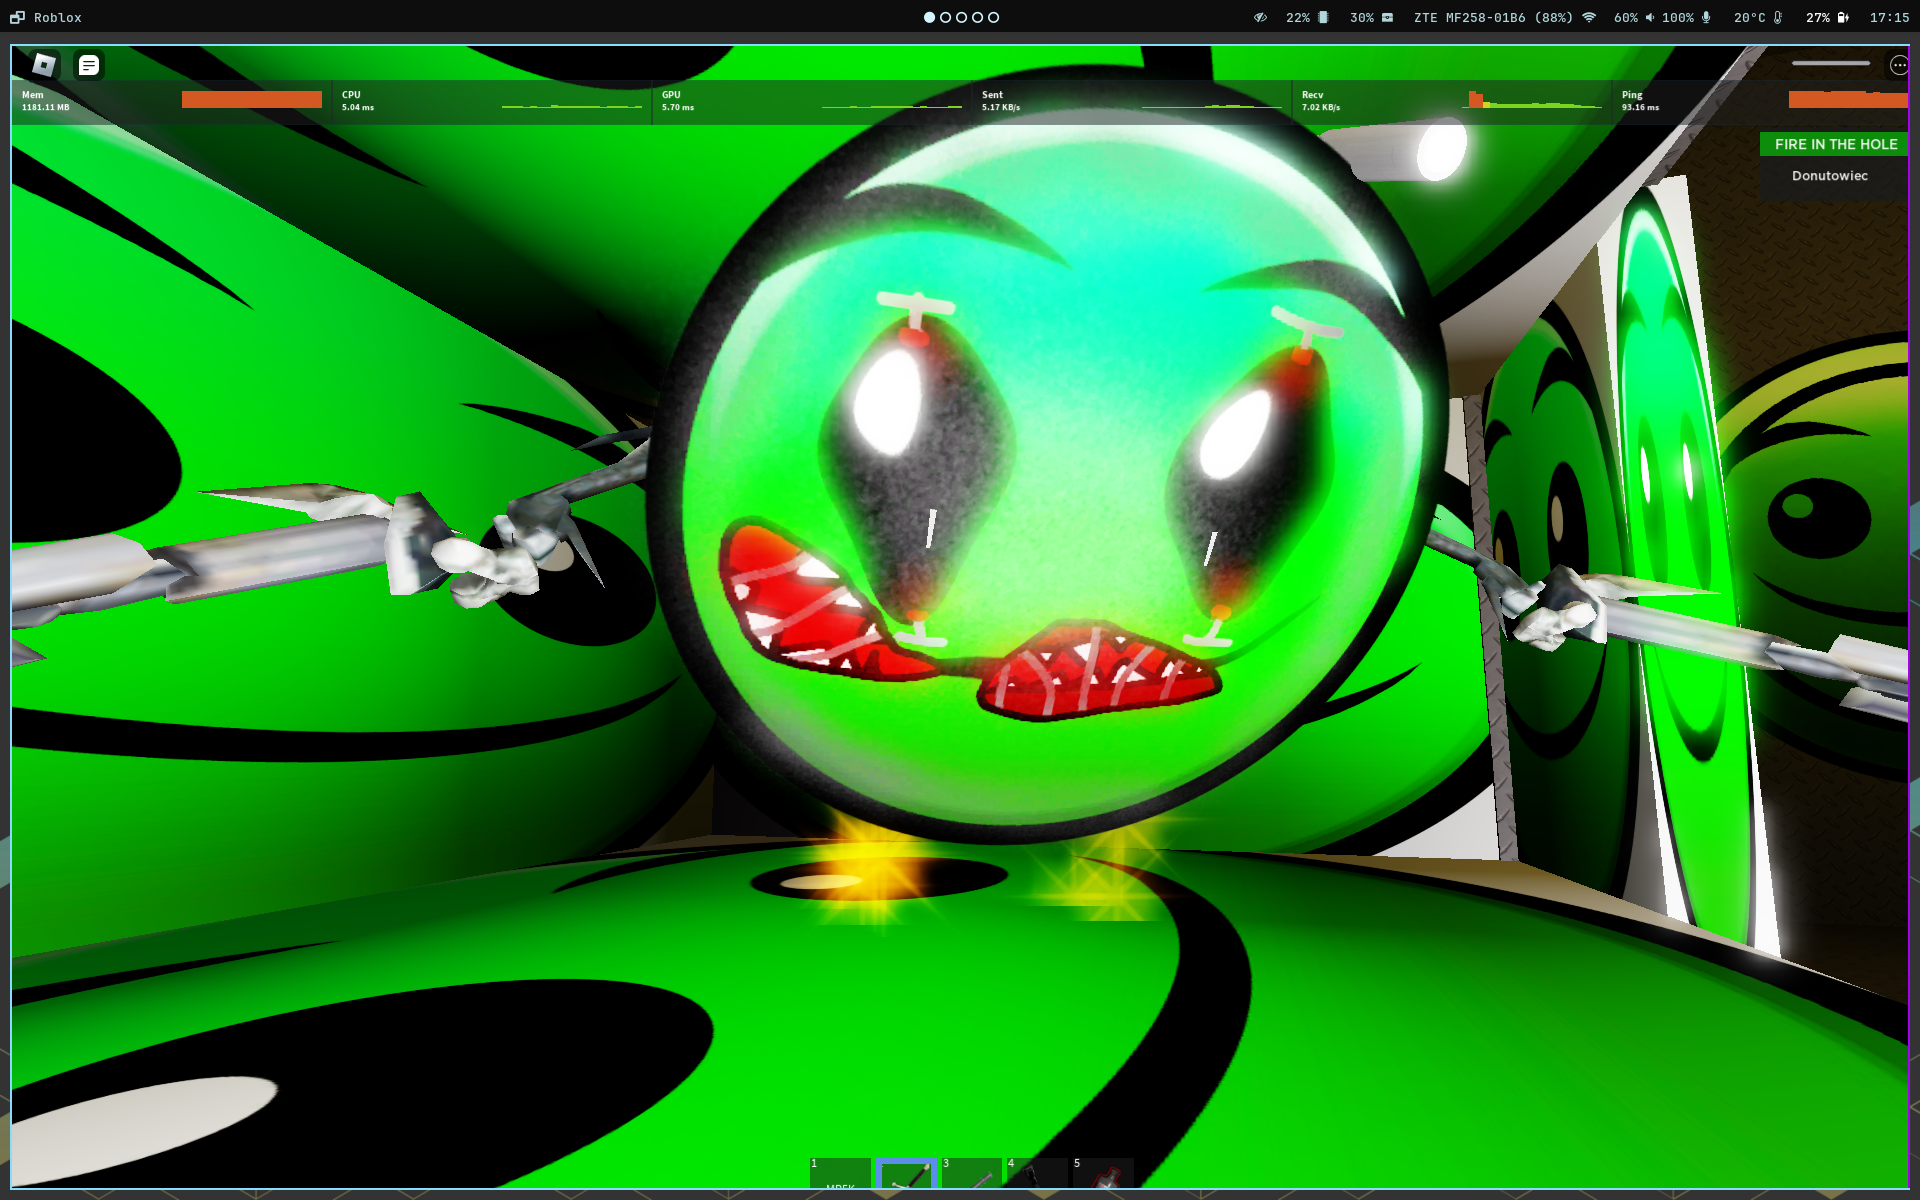 Roblox
22% 30% ZTE MF258-01B6 (88%) 60% 100% 20°C 27% 17:15
Mem
1181.11 MB
CPU
5.04 ms
GPU
5.70 ms
Sent
5.17 KB/s
Recv
7.02 KB/s
Ping
93.16 ms
FIRE IN THE HOLE
Donutowiec
1 3 4 5